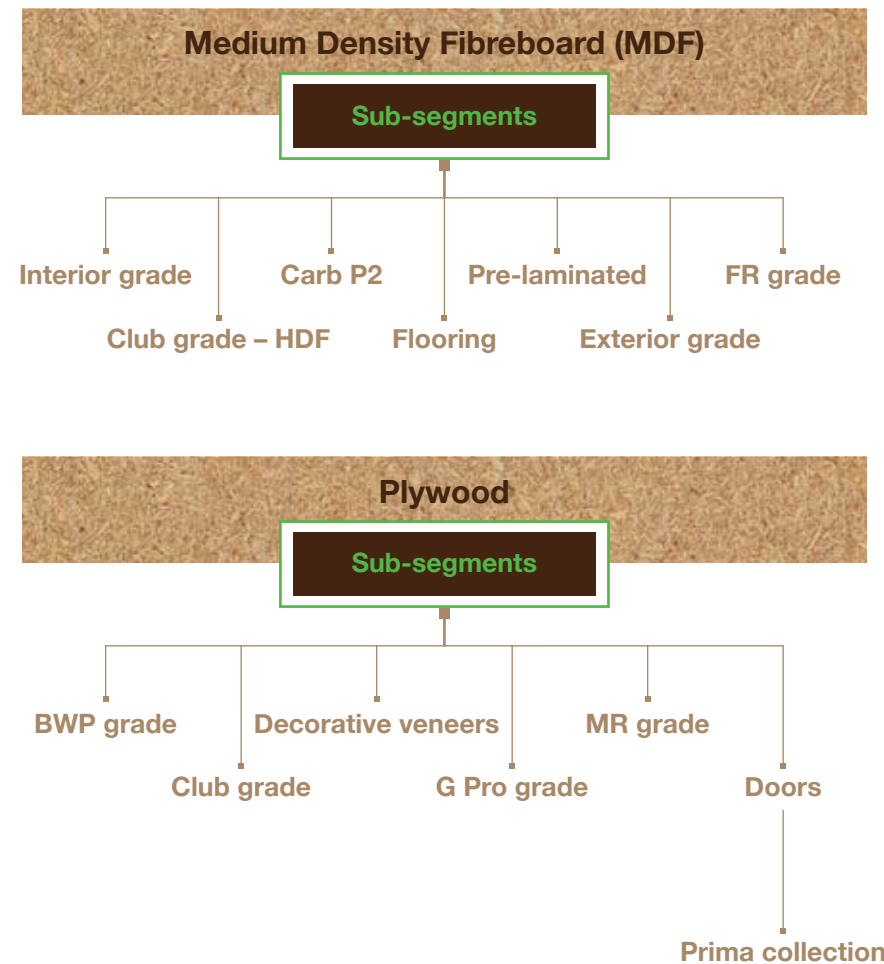 Medium Density Fibreboard (MDF)
Sub-segments
Interior grade
Carb P2
Pre-laminated
FR grade
Club grade – HDF
Flooring
Exterior grade
Plywood
Sub-segments
BWP grade
Decorative veneers
MR grade
Club grade
G Pro grade
Doors
Prima collection